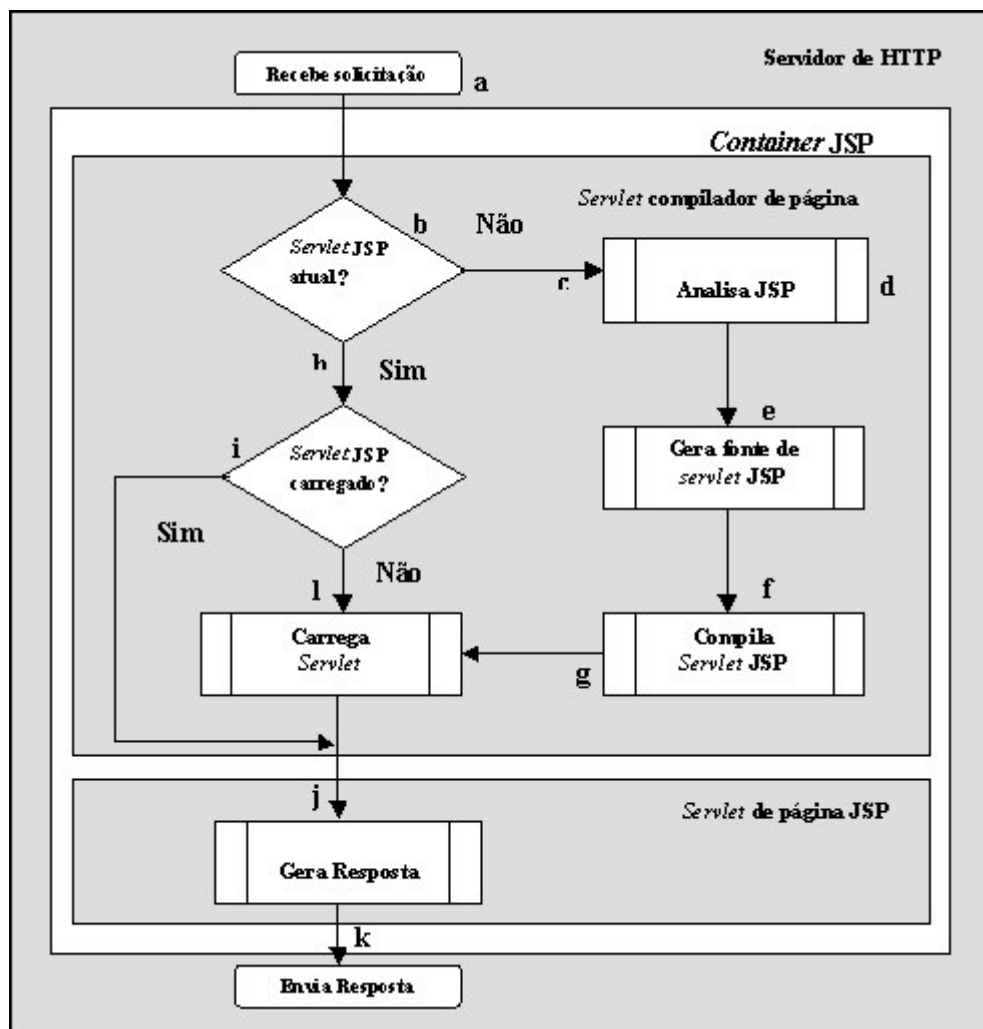 Servidor de HTTP
Recebe solicitação
a
Container JSP
Servlet compilador de página
b
Não
Servlet JSP
atual?
c
Analisa JSP
d
h
Sim
e
i
Servlet JSP
carregado?
Gera fonte de
servlet JSP
Sim
Não
l
f
Carrega
Servlet
g
Compila
Servlet JSP
j
Servlet de página JSP
Gera Resposta
k
Envia Resposta